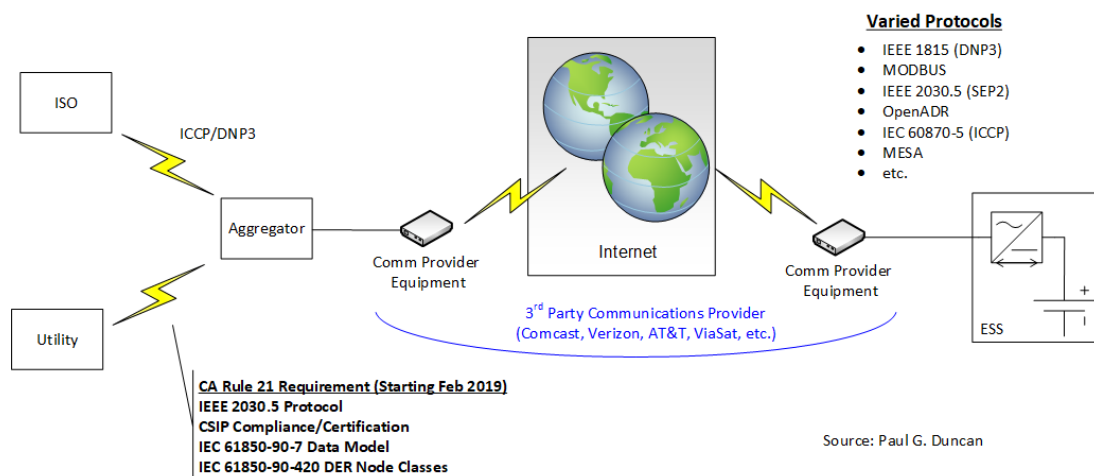 Varied Protocols
IEEE 1815 (DNP3)
MODBUS
IEEE 2030.5 (SEP2)
OpenADR
IEC 60870-5 (ICCP)
MESA
etc.
ISO
ICCP/DNP3
Aggregator
Internet
Comm Provider
Equipment
Comm Provider
Equipment
3rd Party Communications Provider
(Comcast, Verizon, AT&T, ViaSat, etc.)
Utility
+
ESS
CA Rule 21 Requirement (Starting Feb 2019)
IEEE 2030.5 Protocol
CSIP Compliance/Certification
IEC 61850-90-7 Data Model
IEC 61850-90-420 DER Node Classes
Source: Paul G. Duncan